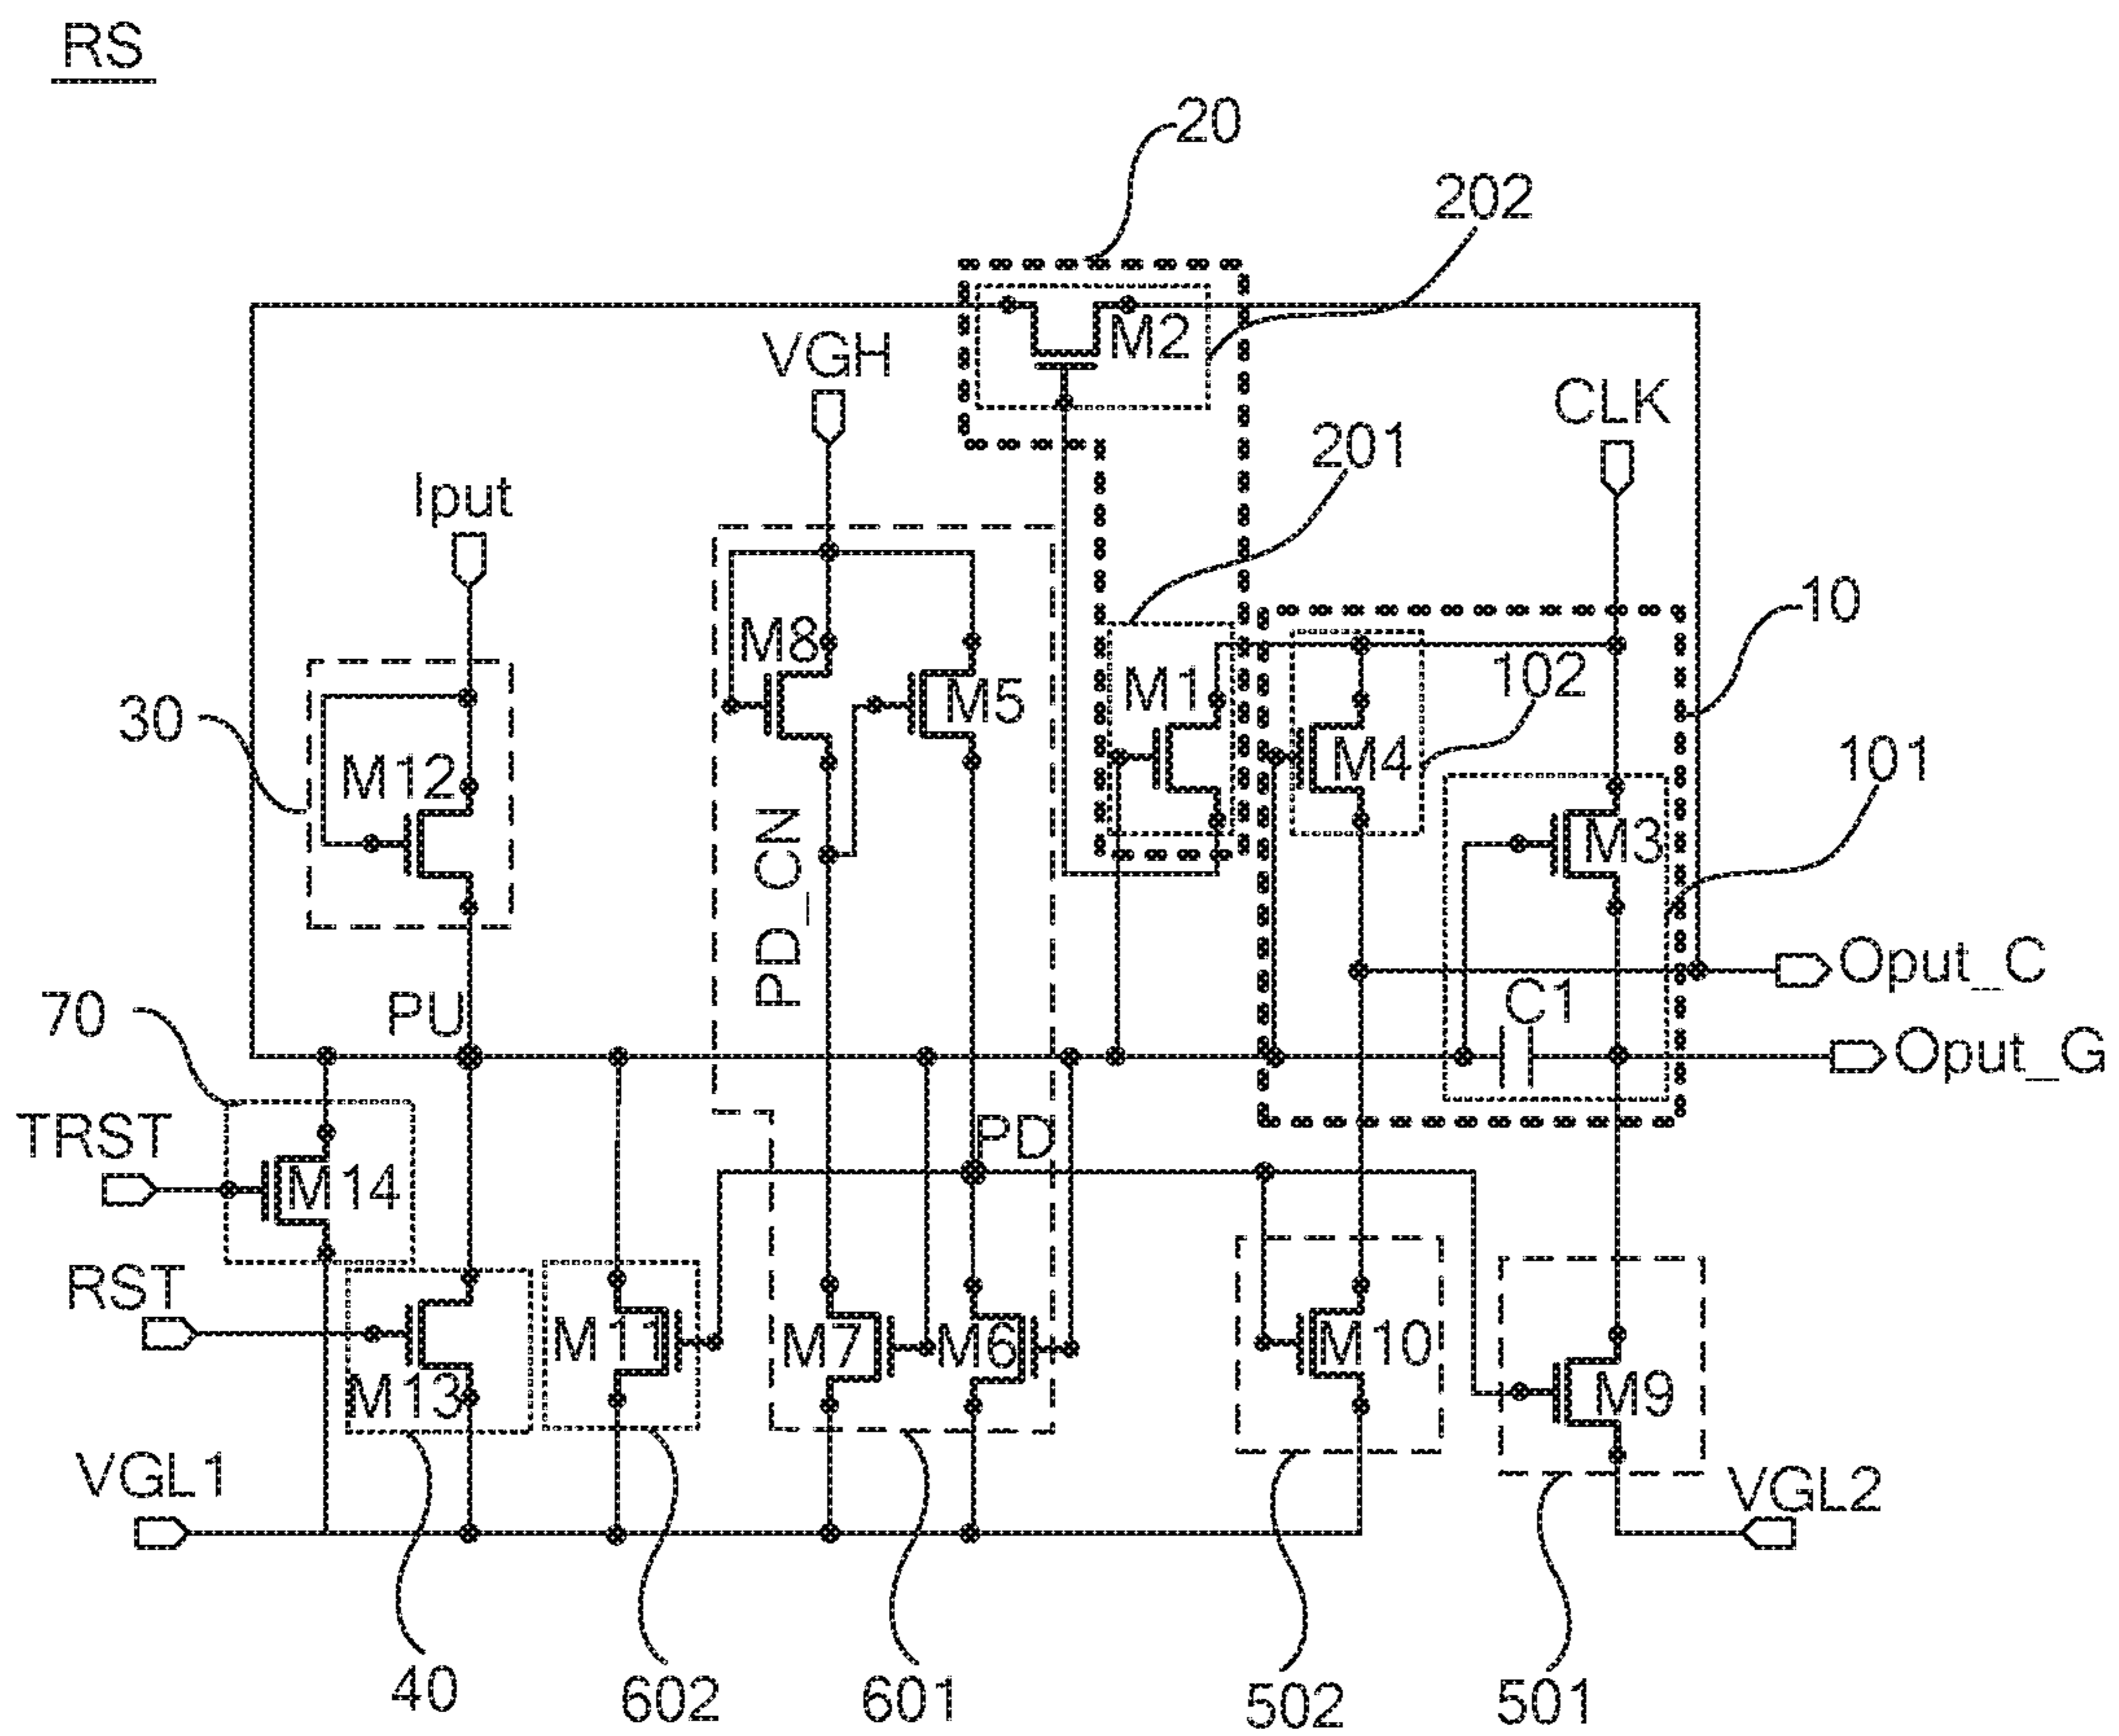 RS
20
202
M2
VGH
CLK
201
Iput
10
M8
M1
102
M5
30
M4
101
M12
M3
PD_CN
Oput_C
C1
70
PU
Oput_G
TRST
PD
M14
RST
M11
M7
M6
M10
M13
M9
VGL1
VGL2
40
602
601
502
501